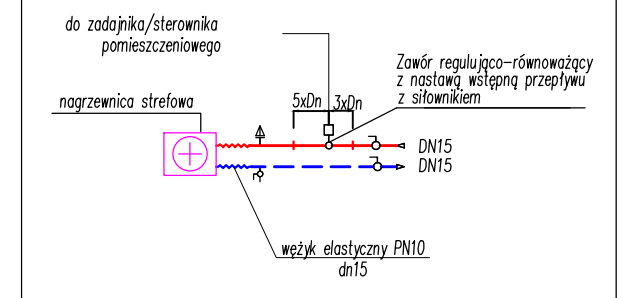 do zadajnika/sterownika
pomieszczeniowego
Zawór regulująco-równoważący
z nastawą wstępną przepływu
z siłownikiem
nagrzewnica strefowa
5xDn
3xDn
DN15
DN15
wężyk elastyczny PN10
dn15